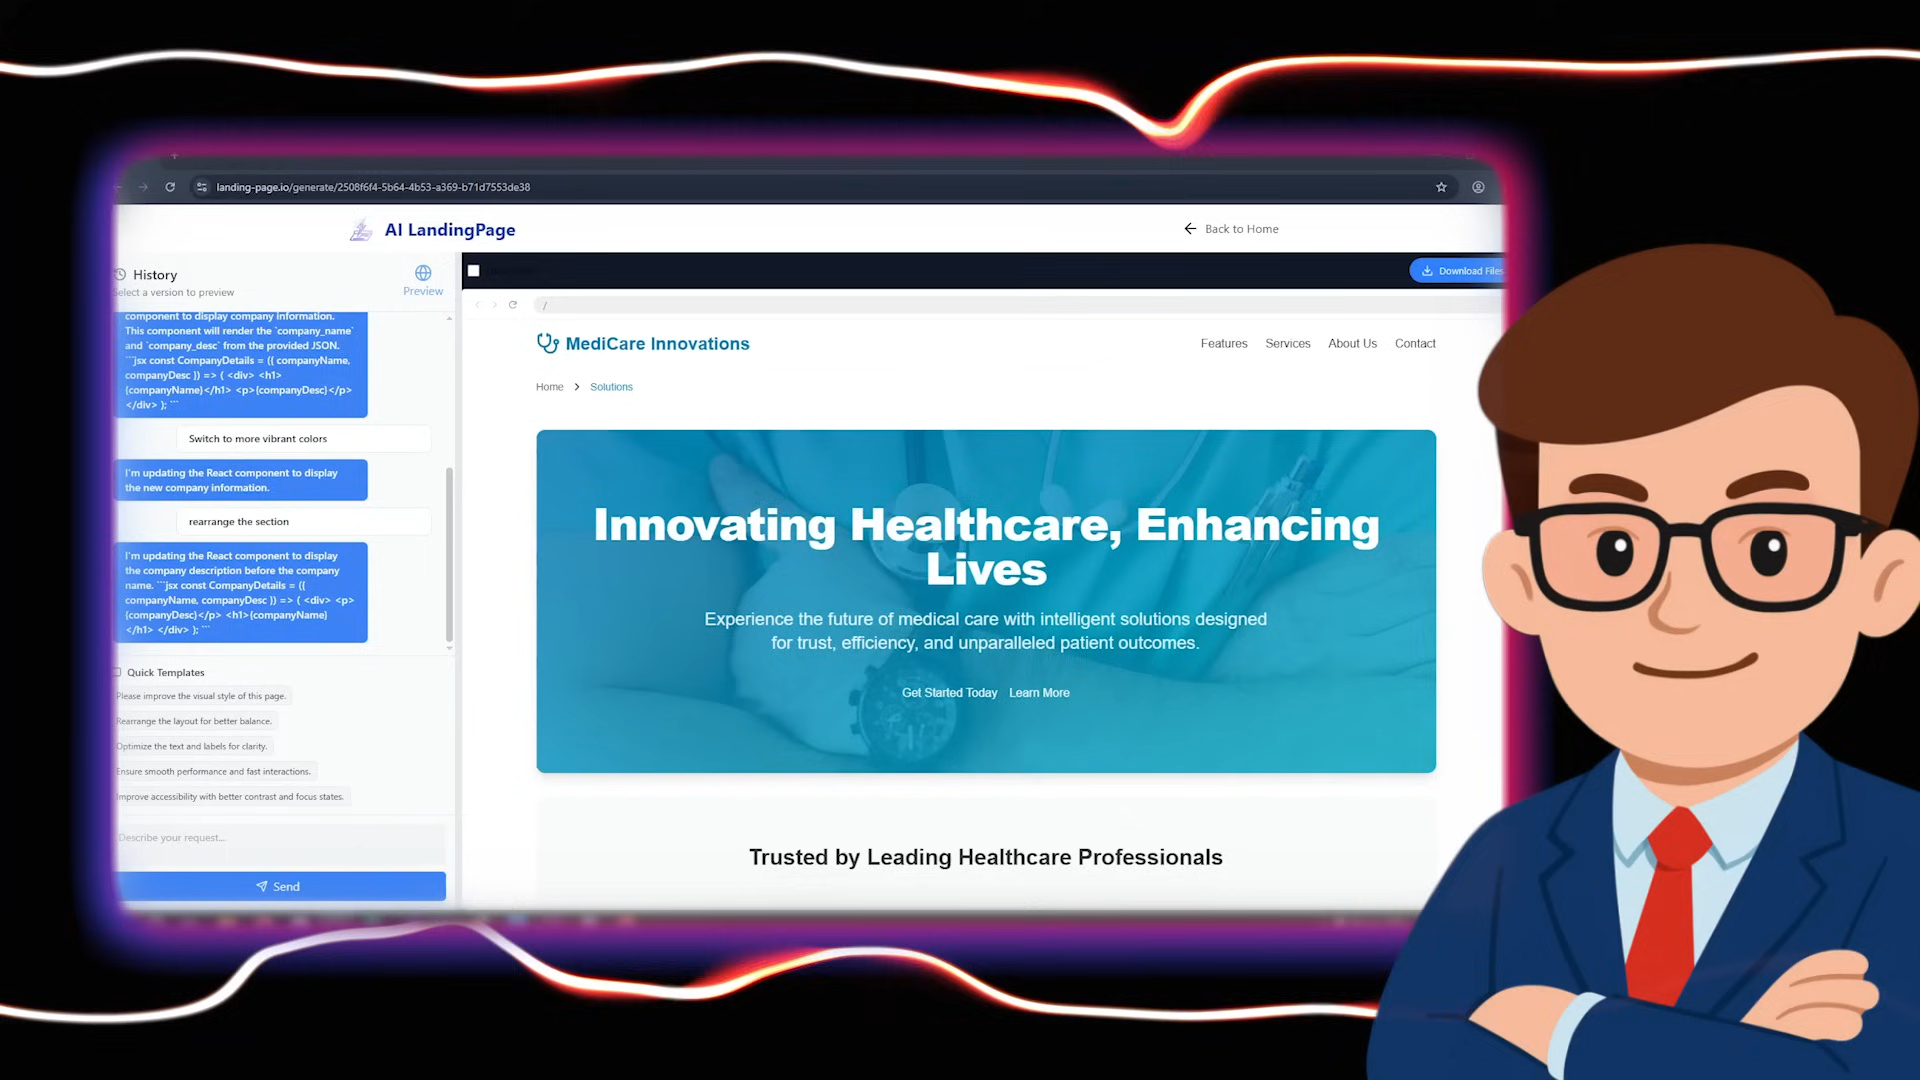 landing-page.io/generate/2508f6f4-5b64-4b53-a369-b71d7553de38
AI LandingPage
Back to Home
History
Select a version to preview
Preview
Download Files
component to display company information.
This component will render the `company_name`
and `company_desc` from the provided JSON.
```jsx const CompanyDetails = ({ companyName,
companyDesc }) => ( <div> <h1>
{companyName}</h1> <p>{companyDesc}</p>
</div> ); ```
Switch to more vibrant colors
I'm updating the React component to display
the new company information.
rearrange the section
I'm updating the React component to display
the company description before the company
name. ```jsx const CompanyDetails = ({
companyName, companyDesc }) => ( <div> <p>
{companyDesc}</p> <h1>{companyName}
</h1> </div> ); ```
Quick Templates
Please improve the visual style of this page.
Rearrange the layout for better balance.
Optimize the text and labels for clarity.
Ensure smooth performance and fast interactions.
Improve accessibility with better contrast and focus states.
Describe your request...
Send
/
MediCare Innovations
Features
Services
About Us
Contact
Home > Solutions
Innovating Healthcare, Enhancing
Lives
Experience the future of medical care with intelligent solutions designed
for trust, efficiency, and unparalleled patient outcomes.
Get Started Today
Learn More
Trusted by Leading Healthcare Professionals